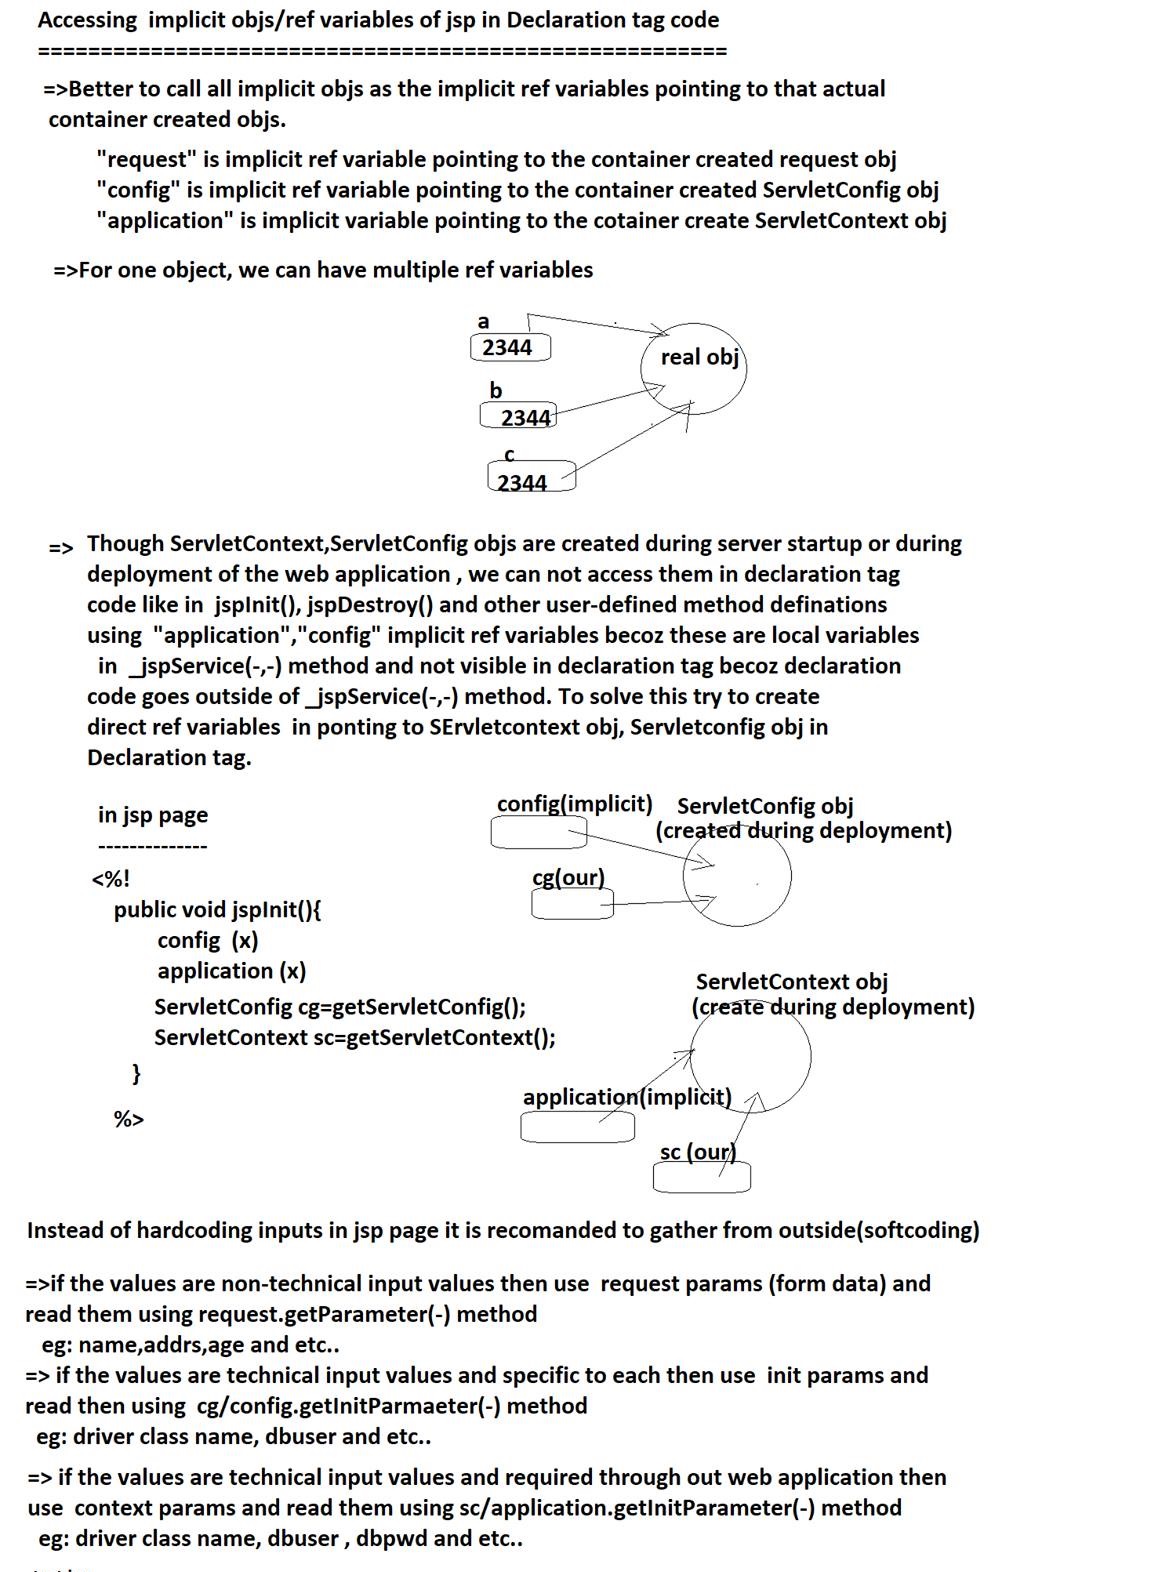 Accessing implicit objs/ref variables of jsp in Declaration tag code
=======================================================
=>Better to call all implicit objs as the implicit ref variables pointing to that actual
container created objs.
"request" is implicit ref variable pointing to the container created request obj
"config" is implicit ref variable pointing to the container created ServletConfig obj
"application" is implicit variable pointing to the cotainer create ServletContext obj
=>For one object, we can have multiple ref variables
a
2344
real obj
b
2344
c
2344
=> Though ServletContext,ServletConfig objs are created during server startup or during
deployment of the web application , we can not access them in declaration tag
code like in jspInit(), jspDestroy() and other user-defined method definations
using "application","config" implicit ref variables becoz these are local variables
in _jspService(-,-) method and not visible in declaration tag becoz declaration
code goes outside of _jspService(-,-) method. To solve this try to create
direct ref variables in ponting to SErvletcontext obj, Servletconfig obj in
Declaration tag.
in jsp page
--------------
<%!
public void jspInit(){
config (x)
application (x)
ServletConfig cg=getServletConfig();
ServletContext sc=getServletContext();
}
%>
config(implicit)
ServletConfig obj
(created during deployment)
cg(our)
ServletContext obj
(create during deployment)
application(implicit)
sc (our)
Instead of hardcoding inputs in jsp page it is recomanded to gather from outside(softcoding)
=>if the values are non-technical input values then use request params (form data) and
read them using request.getParameter(-) method
eg: name,addrs,age and etc..
=> if the values are technical input values and specific to each then use init params and
read then using cg/config.getInitParmaeter(-) method
eg: driver class name, dbuser and etc..
=> if the values are technical input values and required through out web application then
use context params and read them using sc/application.getInitParameter(-) method
eg: driver class name, dbuser , dbpwd and etc..